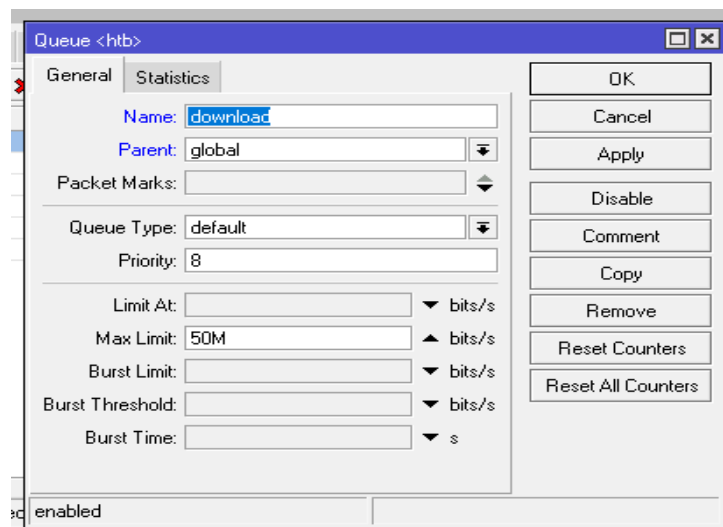 Queue <htb>
General Statistics
Name: download
Parent: global
Packet Marks:
Queue Type: default
Priority: 8
Limit At: bits/s
Max Limit: 50M bits/s
Burst Limit: bits/s
Burst Threshold: bits/s
Burst Time: s
enabled
OK
Cancel
Apply
Disable
Comment
Copy
Remove
Reset Counters
Reset All Counters